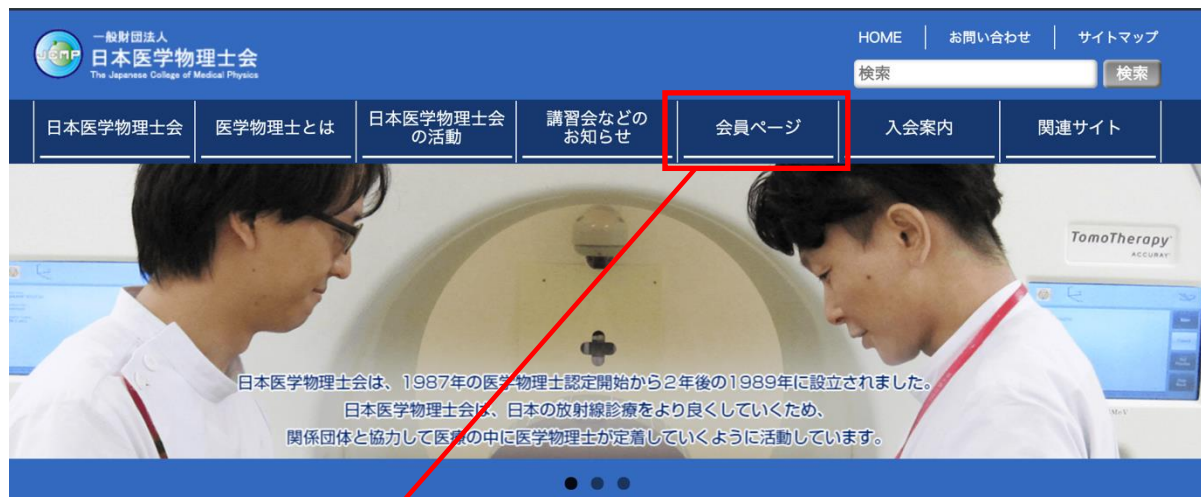 一般財団法人
日本医学物理士会
The Japanese College of Medical Physics
JCMP
HOME
お問い合わせ
サイトマップ
検索
検索
日本医学物理士会
医学物理士とは
日本医学物理士会
の活動
講習会などの
お知らせ
会員ページ
入会案内
関連サイト
TomoTherapy
ACCURAY
日本医学物理士会は、1987年の医学物理士認定開始から2年後の1989年に設立されました。
日本医学物理士会は、日本の放射線診療をより良くしていくため、
関係団体と協力して医療の中に医学物理士が定着していくように活動しています。